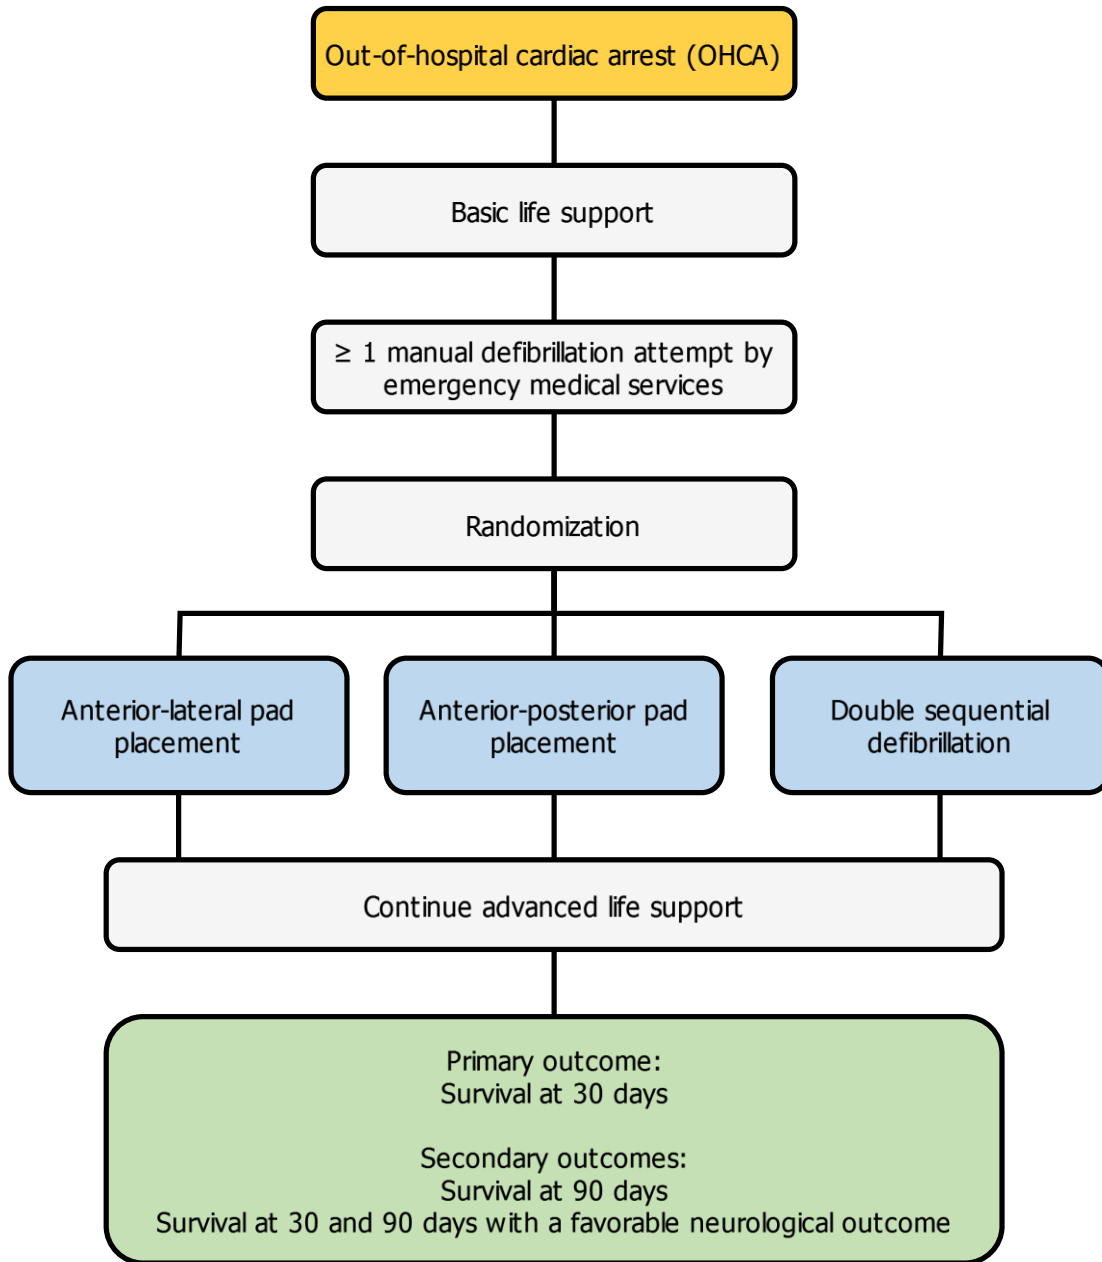 Out-of-hospital cardiac arrest (OHCA)
Basic life support
≥ 1 manual defibrillation attempt by
emergency medical services
Randomization
Anterior-lateral pad
placement
Anterior-posterior pad
placement
Double sequential
defibrillation
Continue advanced life support
Primary outcome:
Survival at 30 days
Secondary outcomes:
Survival at 90 days
Survival at 30 and 90 days with a favorable neurological outcome